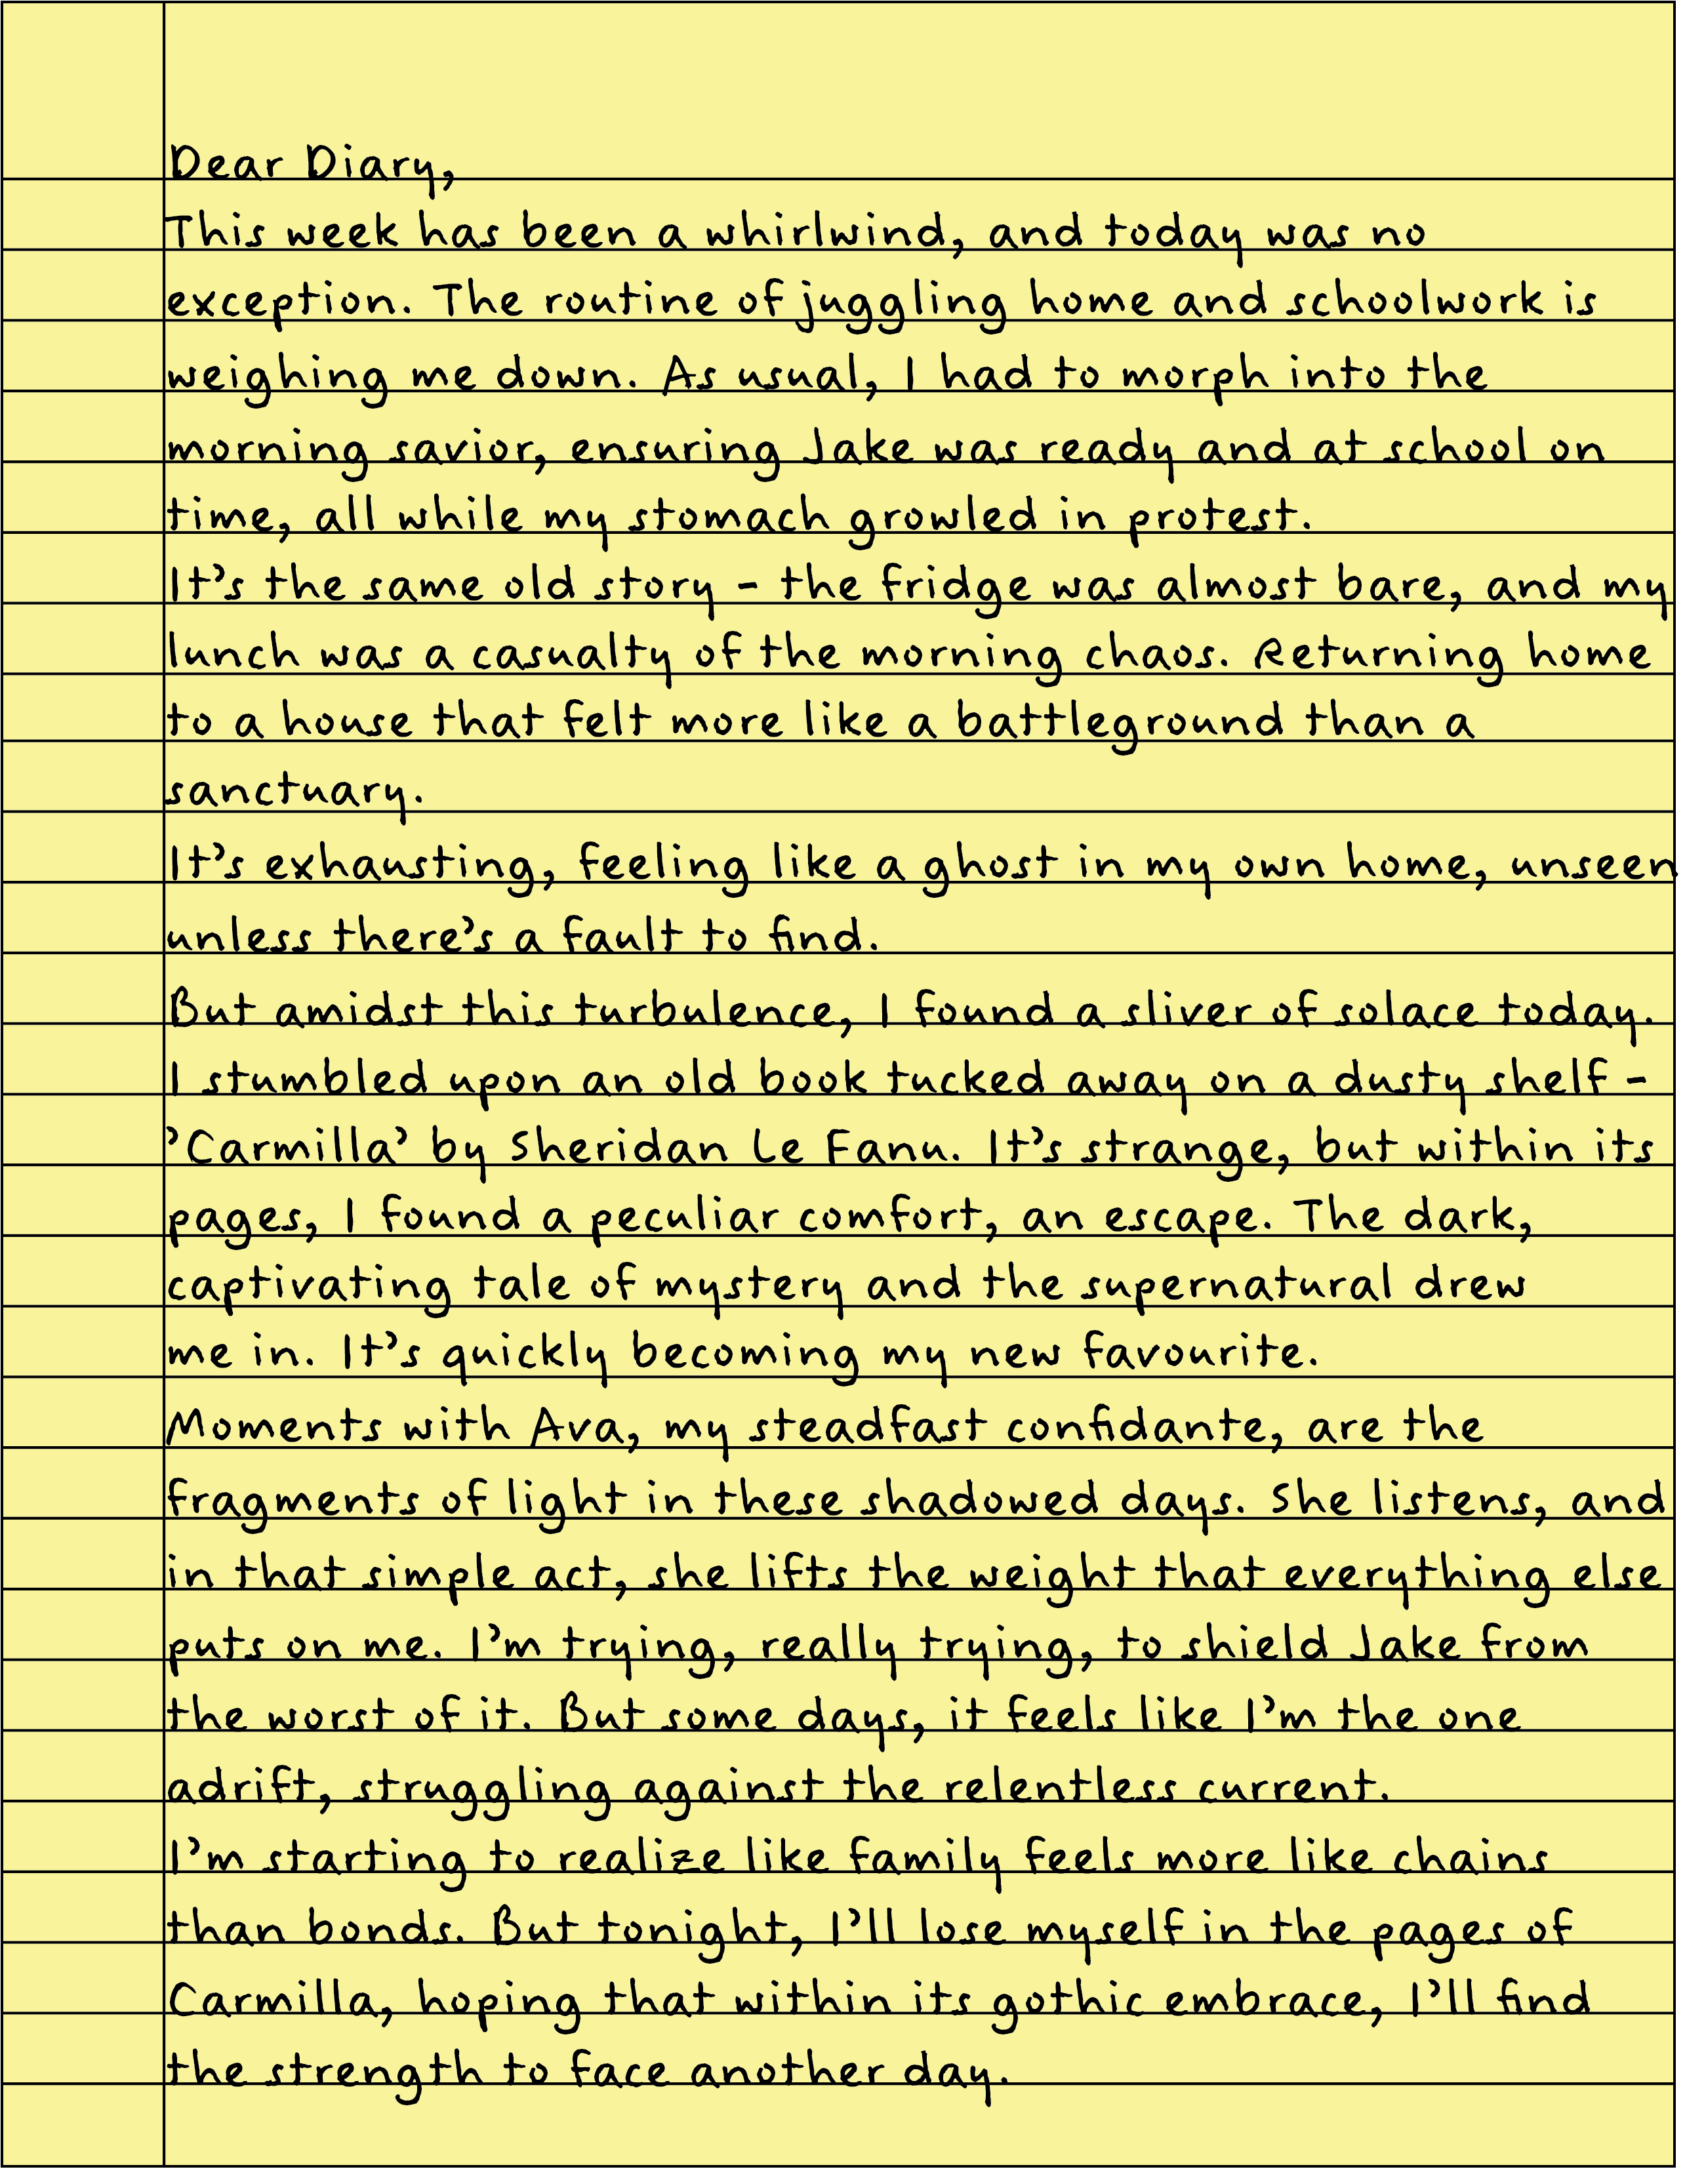 Dear Diary,
This week has been a whirlwind, and today was no
exception. The routine of juggling home and schoolwork is
weighing me down. As usual, I had to morph into the
morning savior, ensuring Jake was ready and at school on
time, all while my stomach growled in protest.
It's the same old story - the fridge was almost bare, and my
lunch was a casualty of the morning chaos. Returning home
to a house that felt more like a battleground than a
sanctuary.
It's exhausting, feeling like a ghost in my own home, unseen
unless there's a fault to find.
But amidst this turbulence, I found a sliver of solace today.
I stumbled upon an old book tucked away on a dusty shelf -
'Carmilla' by Sheridan Le Fanu. It's strange, but within its
pages, I found a peculiar comfort, an escape. The dark,
captivating tale of mystery and the supernatural drew
me in. It's quickly becoming my new favourite.
Moments with Ava, my steadfast confidante, are the
fragments of light in these shadowed days. She listens, and
in that simple act, she lifts the weight that everything else
puts on me. I'm trying, really trying, to shield Jake from
the worst of it. But some days, it feels like I'm the one
adrift, struggling against the relentless current.
I'm starting to realize like family feels more like chains
than bonds. But tonight, I'll lose myself in the pages of
Carmilla, hoping that within its gothic embrace, I'll find
the strength to face another day.